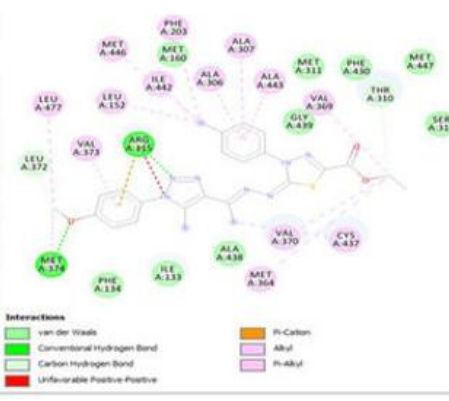 PHE
A:203
MET
A:446
MET
A:160
ALA
A:307
ILE
A:442
ALA
A:306
ALA
A:443
MET
A:311
PHE
A:430
MET
A:447
LEU
A:477
LEU
A:152
VAL
A:369
THR
A:310
GLY
A:439
SER
A:31
ARG
A:315
VAL
A:373
LEU
A:372
VAL
A:370
CYS
A:437
ALA
A:438
MET
A:364
ILE
A:133
PHE
A:134
MET
A:374
Interactions
van der Waals
Conventional Hydrogen Bond
Carbon Hydrogen Bond
Unfavorable Positive-Positive
Pi-Cation
Alkyl
Pi-Alkyl